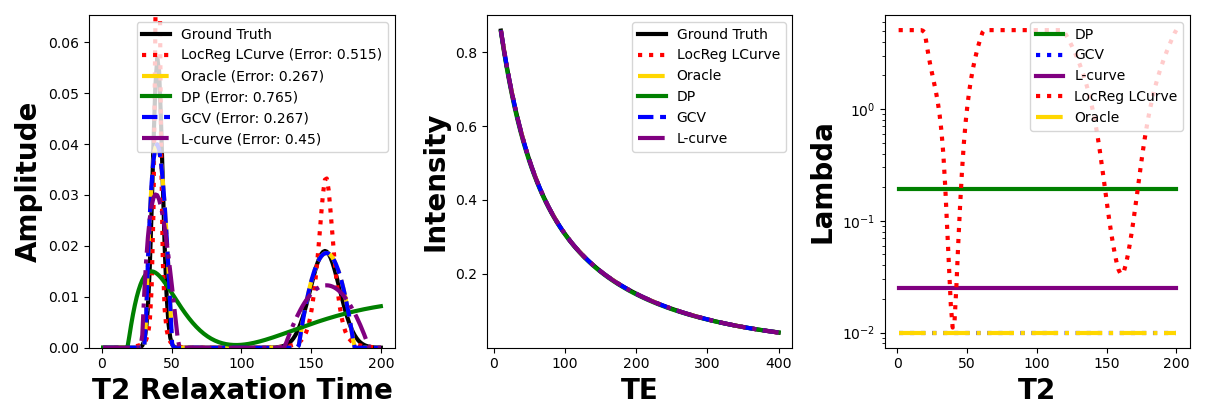 Amplitude
0.06
0.05
0.04
0.03
0.02
0.01
0.00
Ground Truth
LocReg LCurve (Error: 0.515)
Oracle (Error: 0.267)
DP (Error: 0.765)
GCV (Error: 0.267)
L-curve (Error: 0.45)
0 50 100 150 200
T2 Relaxation Time
Intensity
0.8
0.6
0.4
0.2
Ground Truth
LocReg LCurve
Oracle
DP
GCV
L-curve
0 100 200 300 400
TE
Lambda
10⁰
10⁻¹
10⁻²
DP
GCV
L-curve
LocReg LCurve
Oracle
0 50 100 150 200
T2